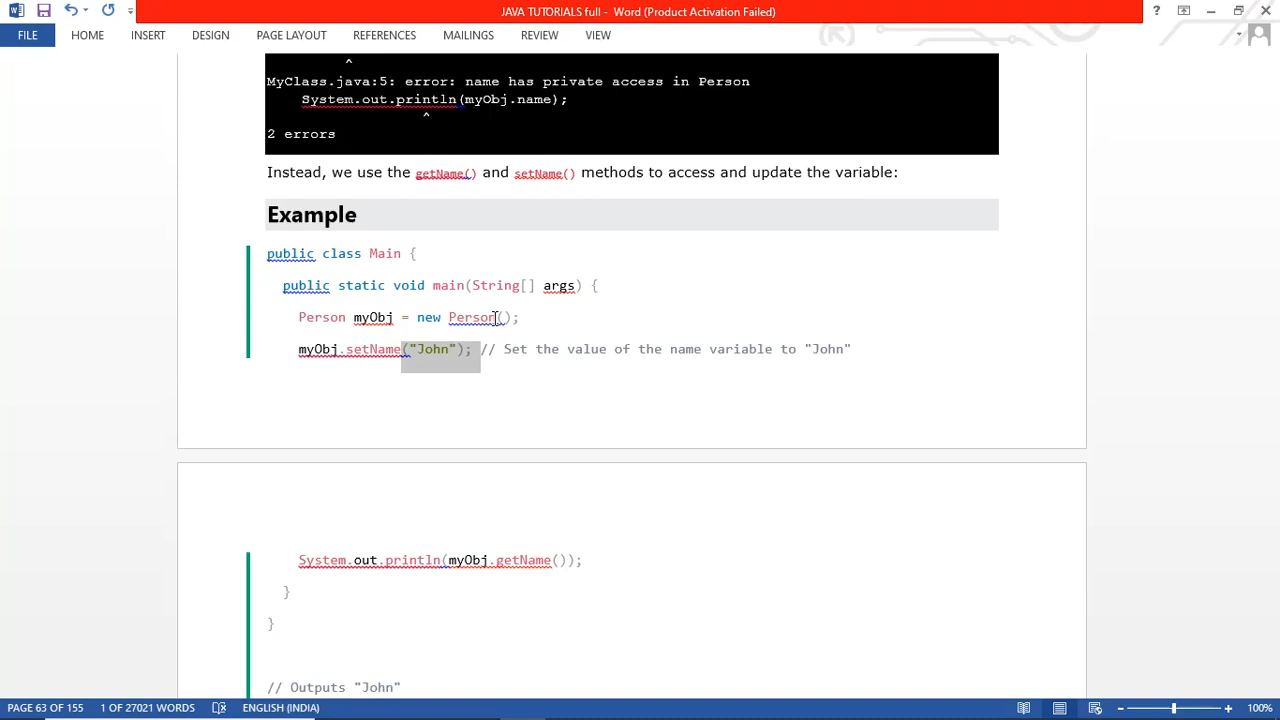 JAVA TUTORIALS full - Word (Product Activation Failed)
?
FILE HOME INSERT DESIGN PAGE LAYOUT REFERENCES MAILINGS REVIEW VIEW
^
MyClass.java:5: error: name has private access in Person
System.out.println(myObj.name);
^
2 errors
Instead, we use the getName() and setName() methods to access and update the variable:
Example
public class Main {
public static void main(String[] args) {
Person myObj = new Person();
myObj.setName("John"); // Set the value of the name variable to "John"
System.out.println(myObj.getName());
}
}
// Outputs "John"
PAGE 63 OF 155 1 OF 27021 WORDS ENGLISH (INDIA) 100%